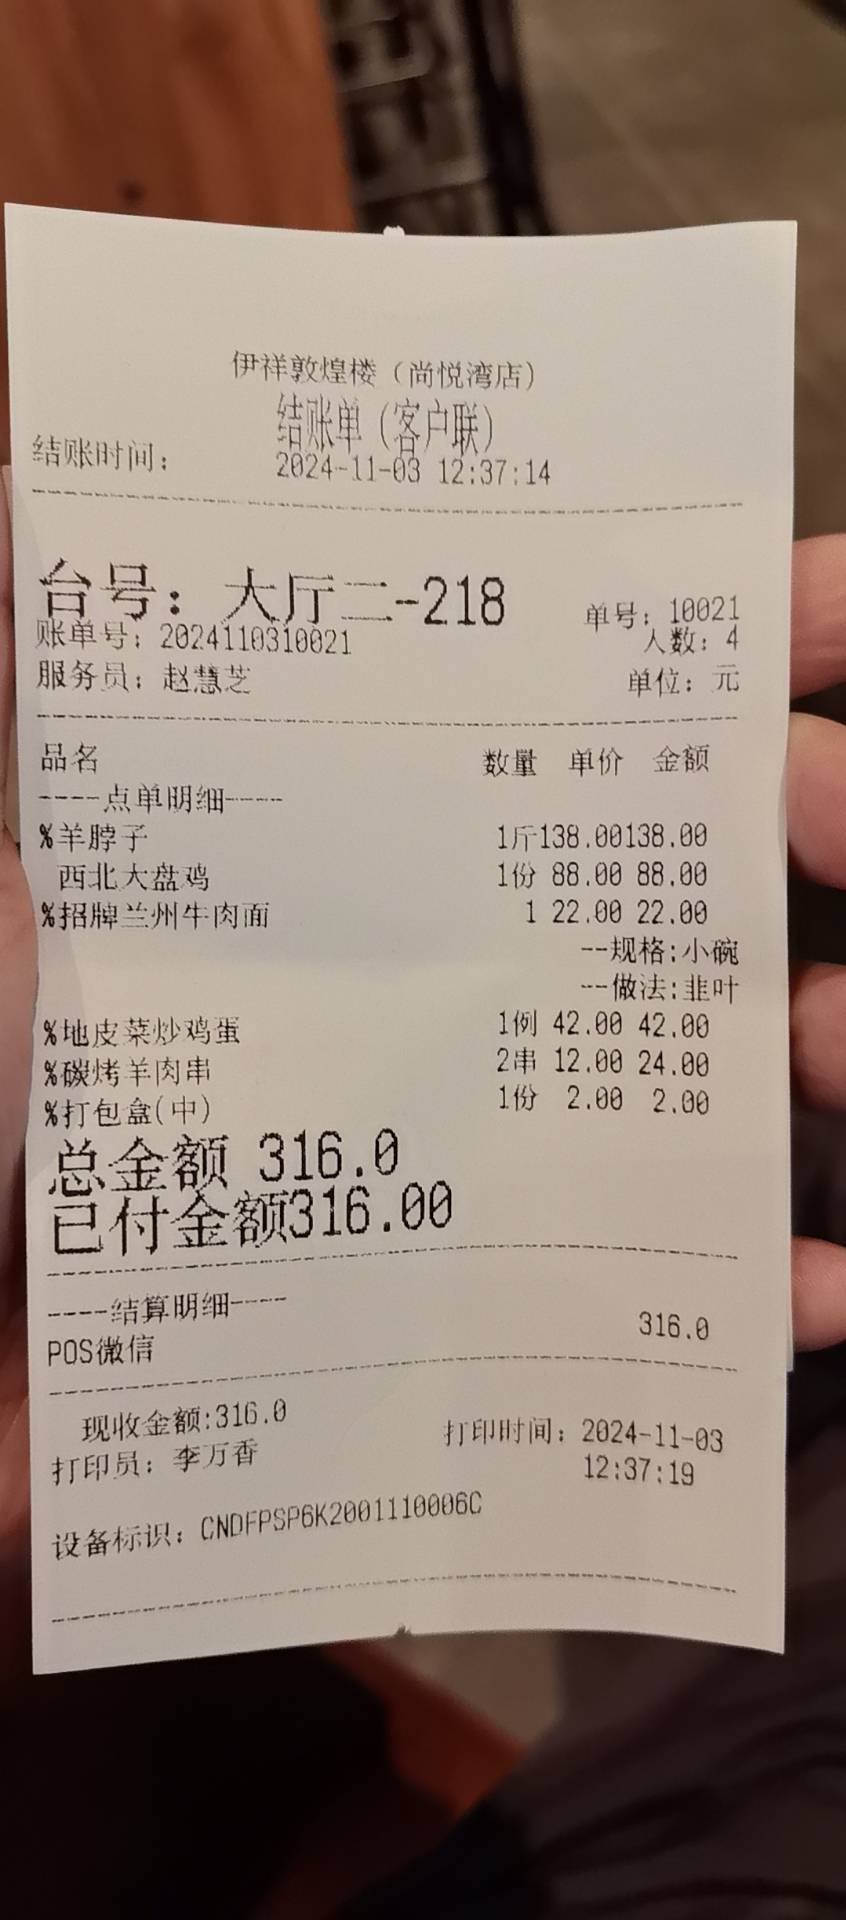 伊祥敦煌楼（尚悦湾店）
结账单（客户联）
结账时间： 2024-11-03 12:37:14
台号：大厅二-218 单号：10021
账单号：2024110310021 人数：4
服务员：赵慧芝 单位：元
品名 数量 单价 金额
----点单明细----
%羊脖子 1斤138.00138.00
西北大盘鸡 1份 88.00 88.00
%招牌兰州牛肉面 1 22.00 22.00
--规格:小碗
--做法:韭叶
%地皮菜炒鸡蛋 1例 42.00 42.00
%碳烤羊肉串 2串 12.00 24.00
%打包盒(中) 1份 2.00 2.00
总金额 316.0
已付金额316.00
----结算明细----
POS微信 316.0
现收金额:316.0
打印员：李万香 打印时间：2024-11-03
12:37:19
设备标识：CNDFPSP6K2001110006C